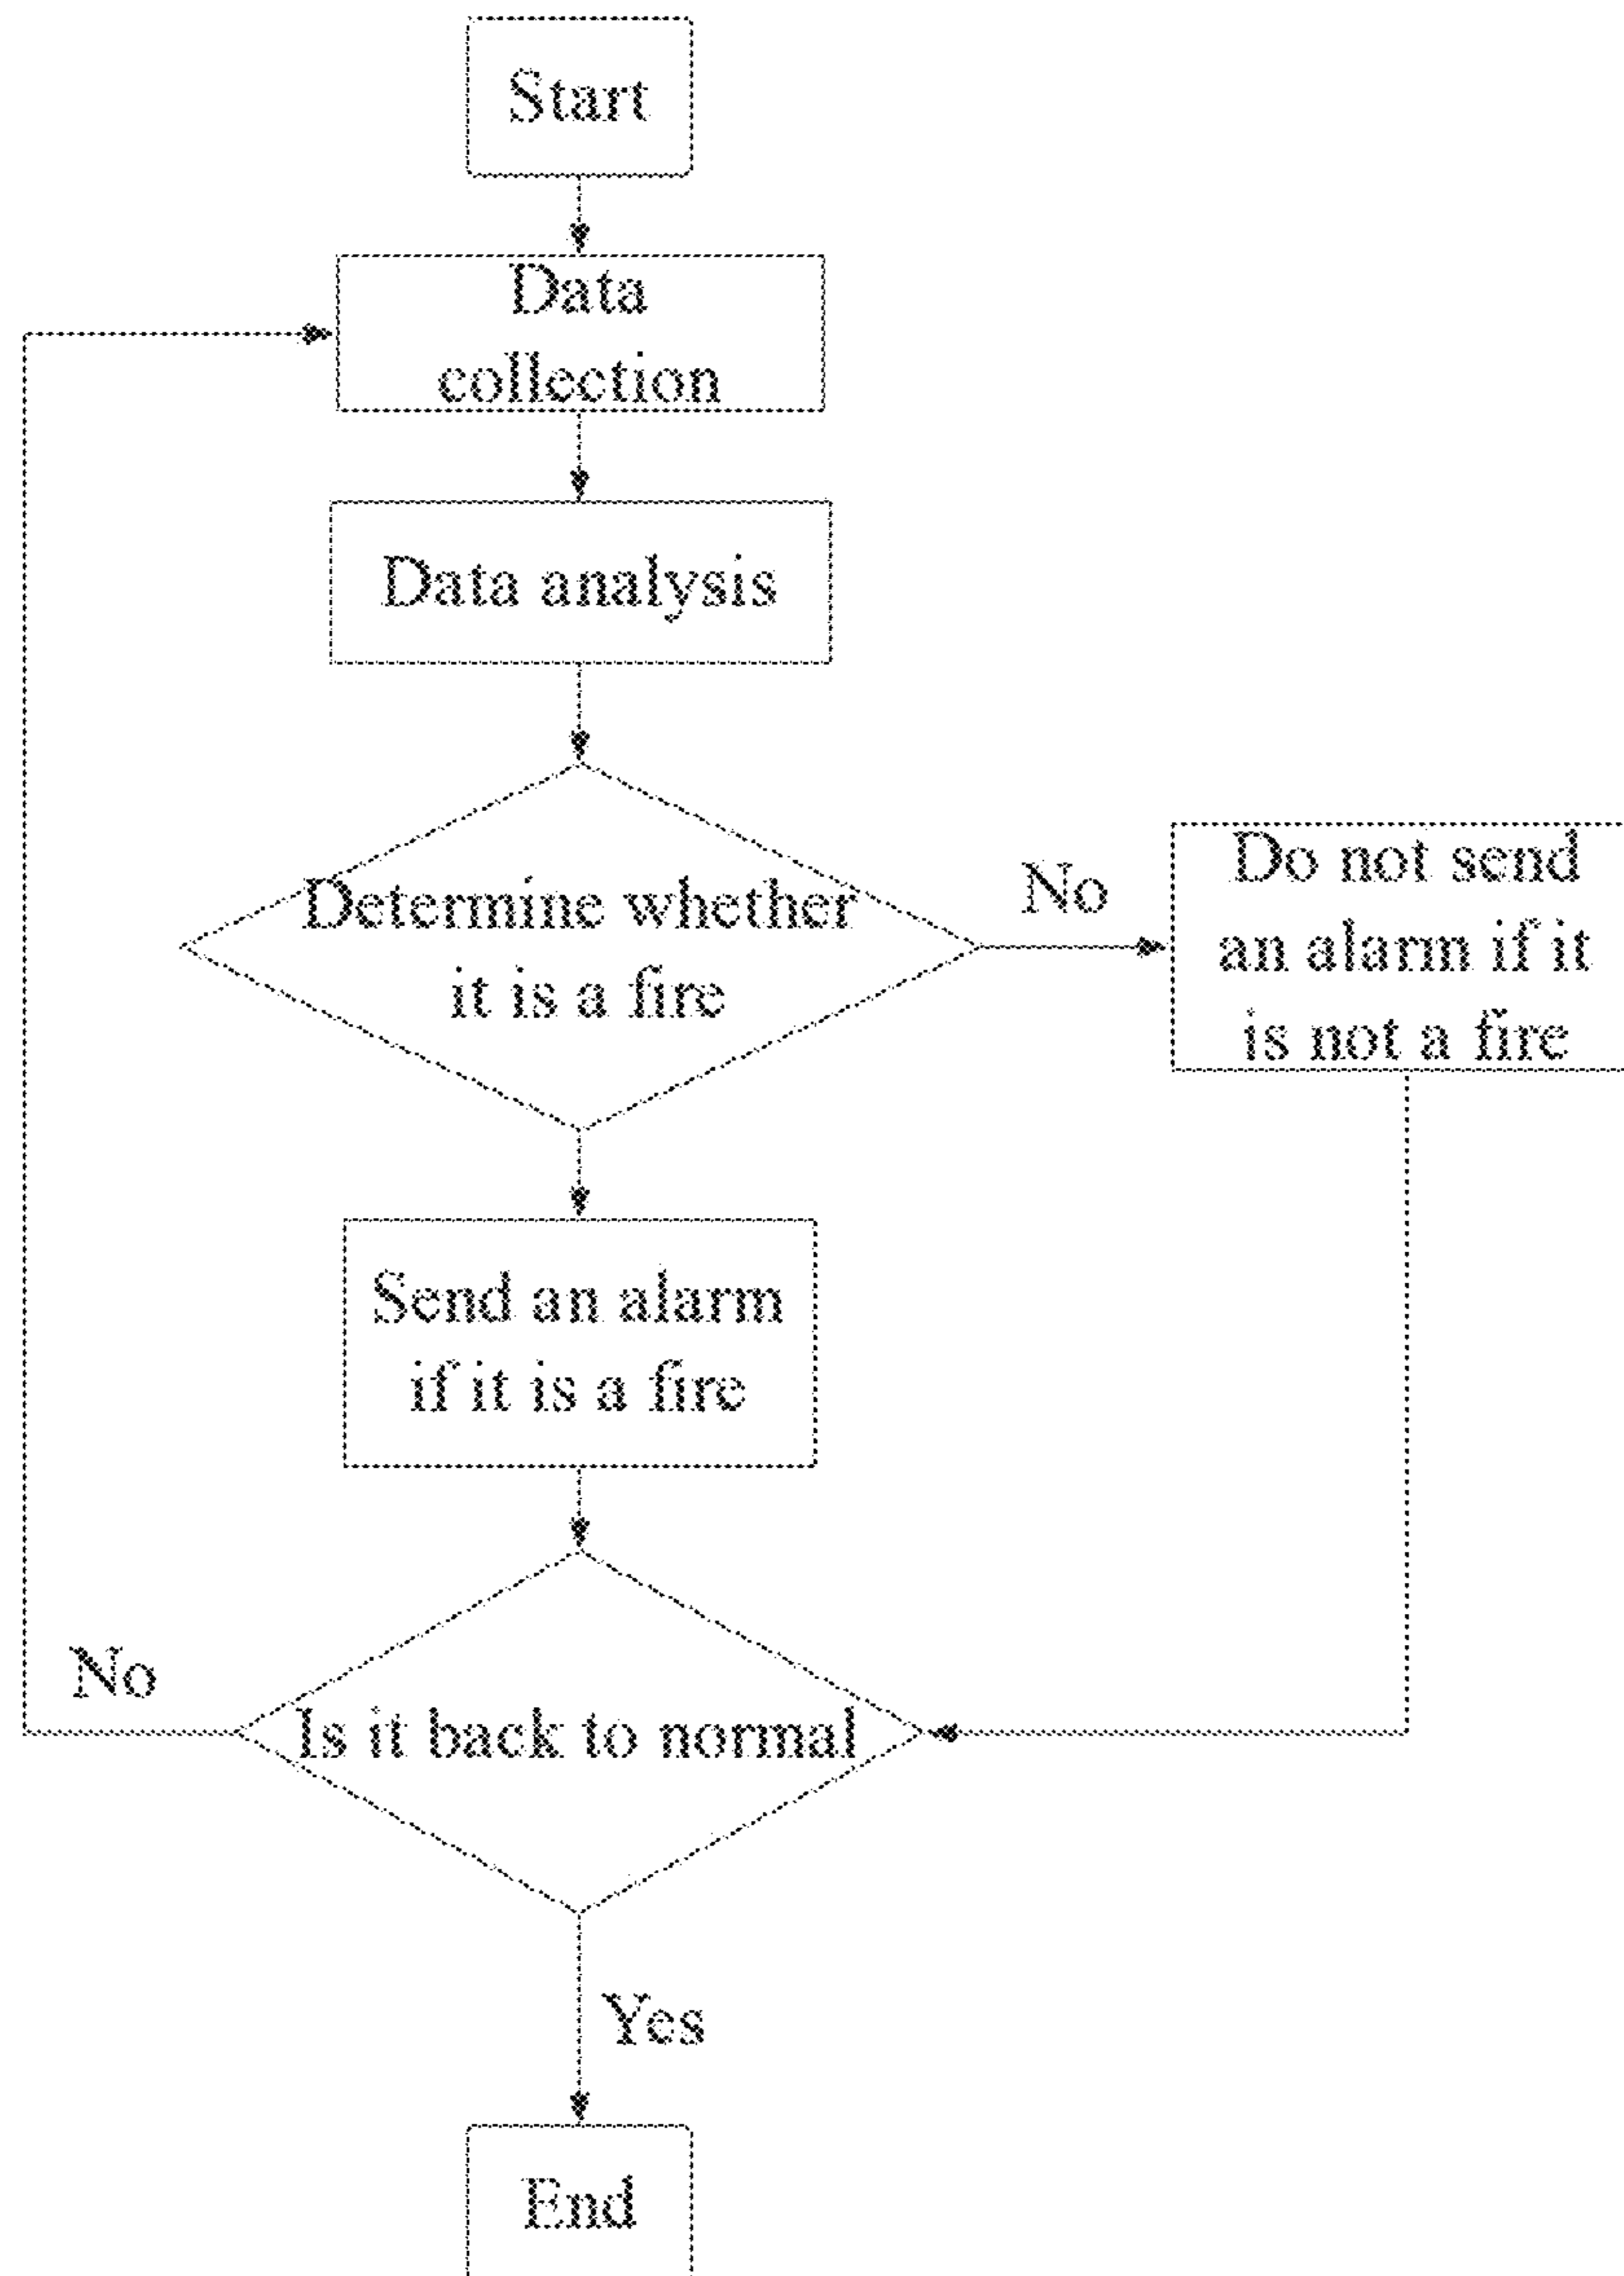 Start
Data
collection
Data analysis
Determine whether
it is a fire
No
Do not send
an alarm if it
is not a fire
Send an alarm
if it is a fire
No
Is it back to normal
Yes
End